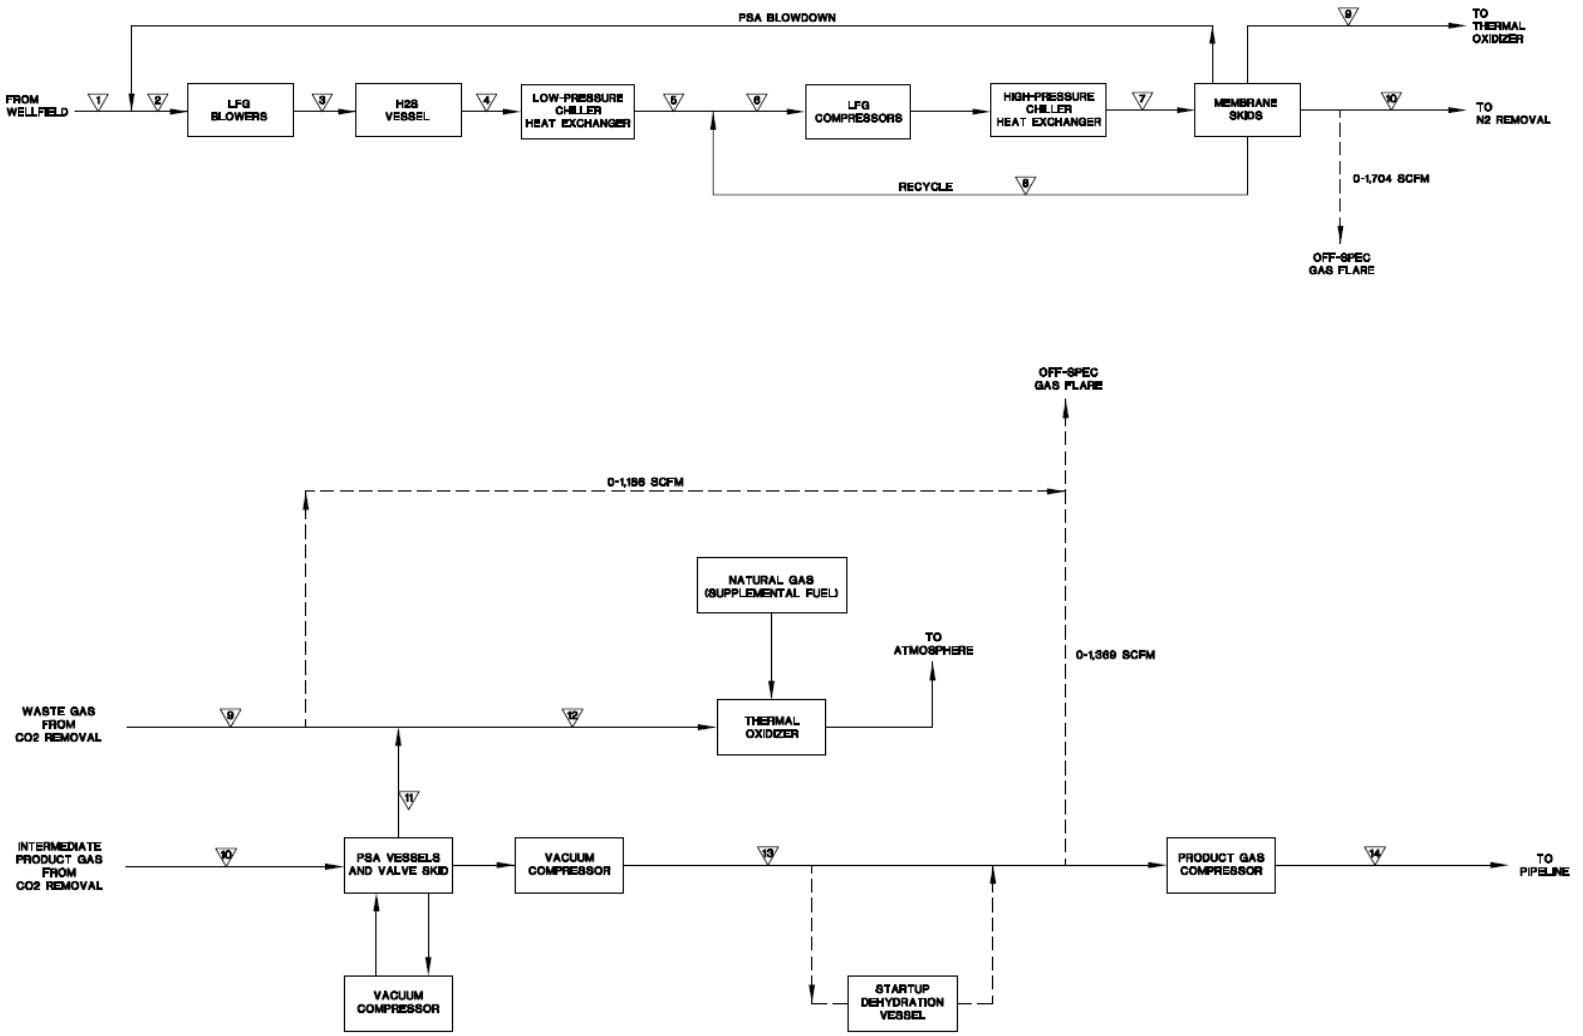 PSA BLOWDOWN
9
TO
THERMAL
OXIDIZER
FROM
WELLFIELD
1
2
LFG
BLOWERS
3
H2S
VESSEL
4
LOW-PRESSURE
CHILLER
HEAT EXCHANGER
5
6
LFG
COMPRESSORS
HIGH-PRESSURE
CHILLER
HEAT EXCHANGER
7
MEMBRANE
SKIDS
10
TO
N2 REMOVAL
RECYCLE
8
0-1,704 SCFM
OFF-SPEC
GAS FLARE
OFF-SPEC
GAS FLARE
0-1,186 SCFM
NATURAL GAS
(SUPPLEMENTAL FUEL)
TO
ATMOSPHERE
0-1,369 SCFM
WASTE GAS
FROM
CO2 REMOVAL
9
12
THERMAL
OXIDIZER
11
INTERMEDIATE
PRODUCT GAS
FROM
CO2 REMOVAL
10
PSA VESSELS
AND VALVE SKID
VACUUM
COMPRESSOR
13
PRODUCT GAS
COMPRESSOR
14
TO
PIPELINE
VACUUM
COMPRESSOR
STARTUP
DEHYDRATION
VESSEL